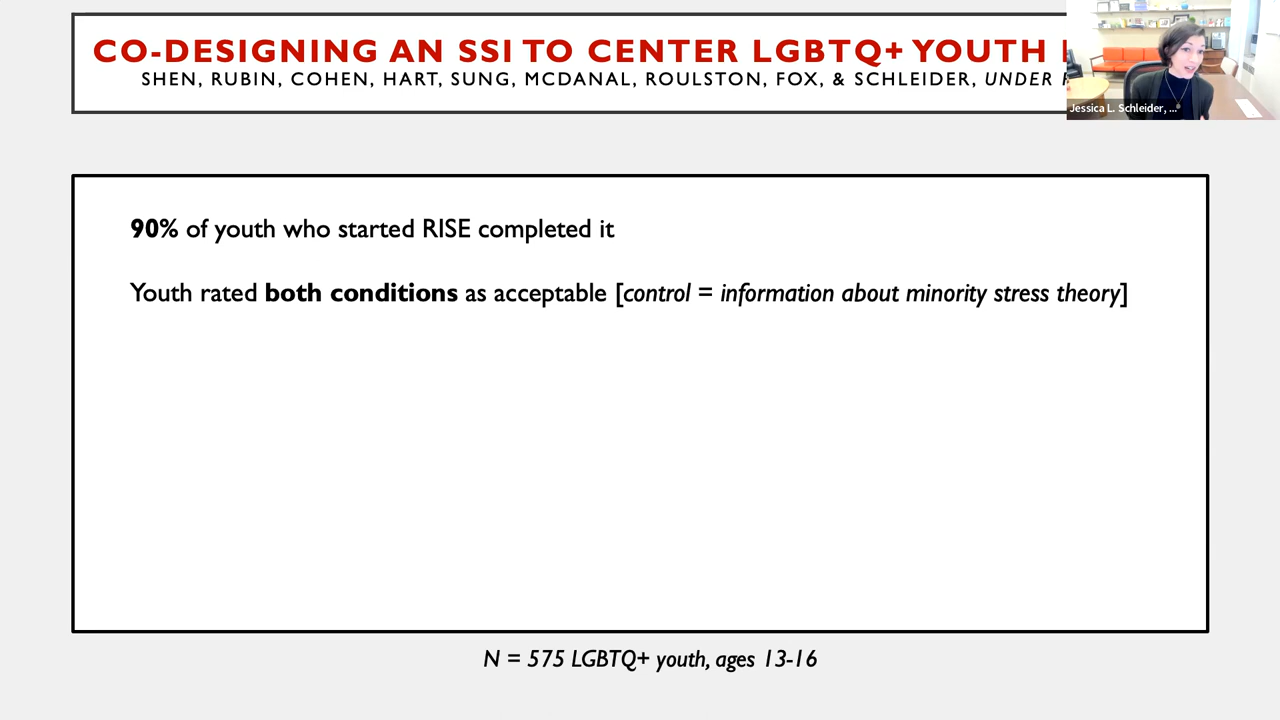 CO-DESIGNING AN SSI TO CENTER LGBTQ+ YOUTH
SHEN, RUBIN, COHEN, HART, SUNG, MCDANAL, ROULSTON, FOX, & SCHLEIDER, UNDER
Jessica L. Schleider, ...
90% of youth who started RISE completed it
Youth rated both conditions as acceptable [control = information about minority stress theory]
N = 575 LGBTQ+ youth, ages 13-16